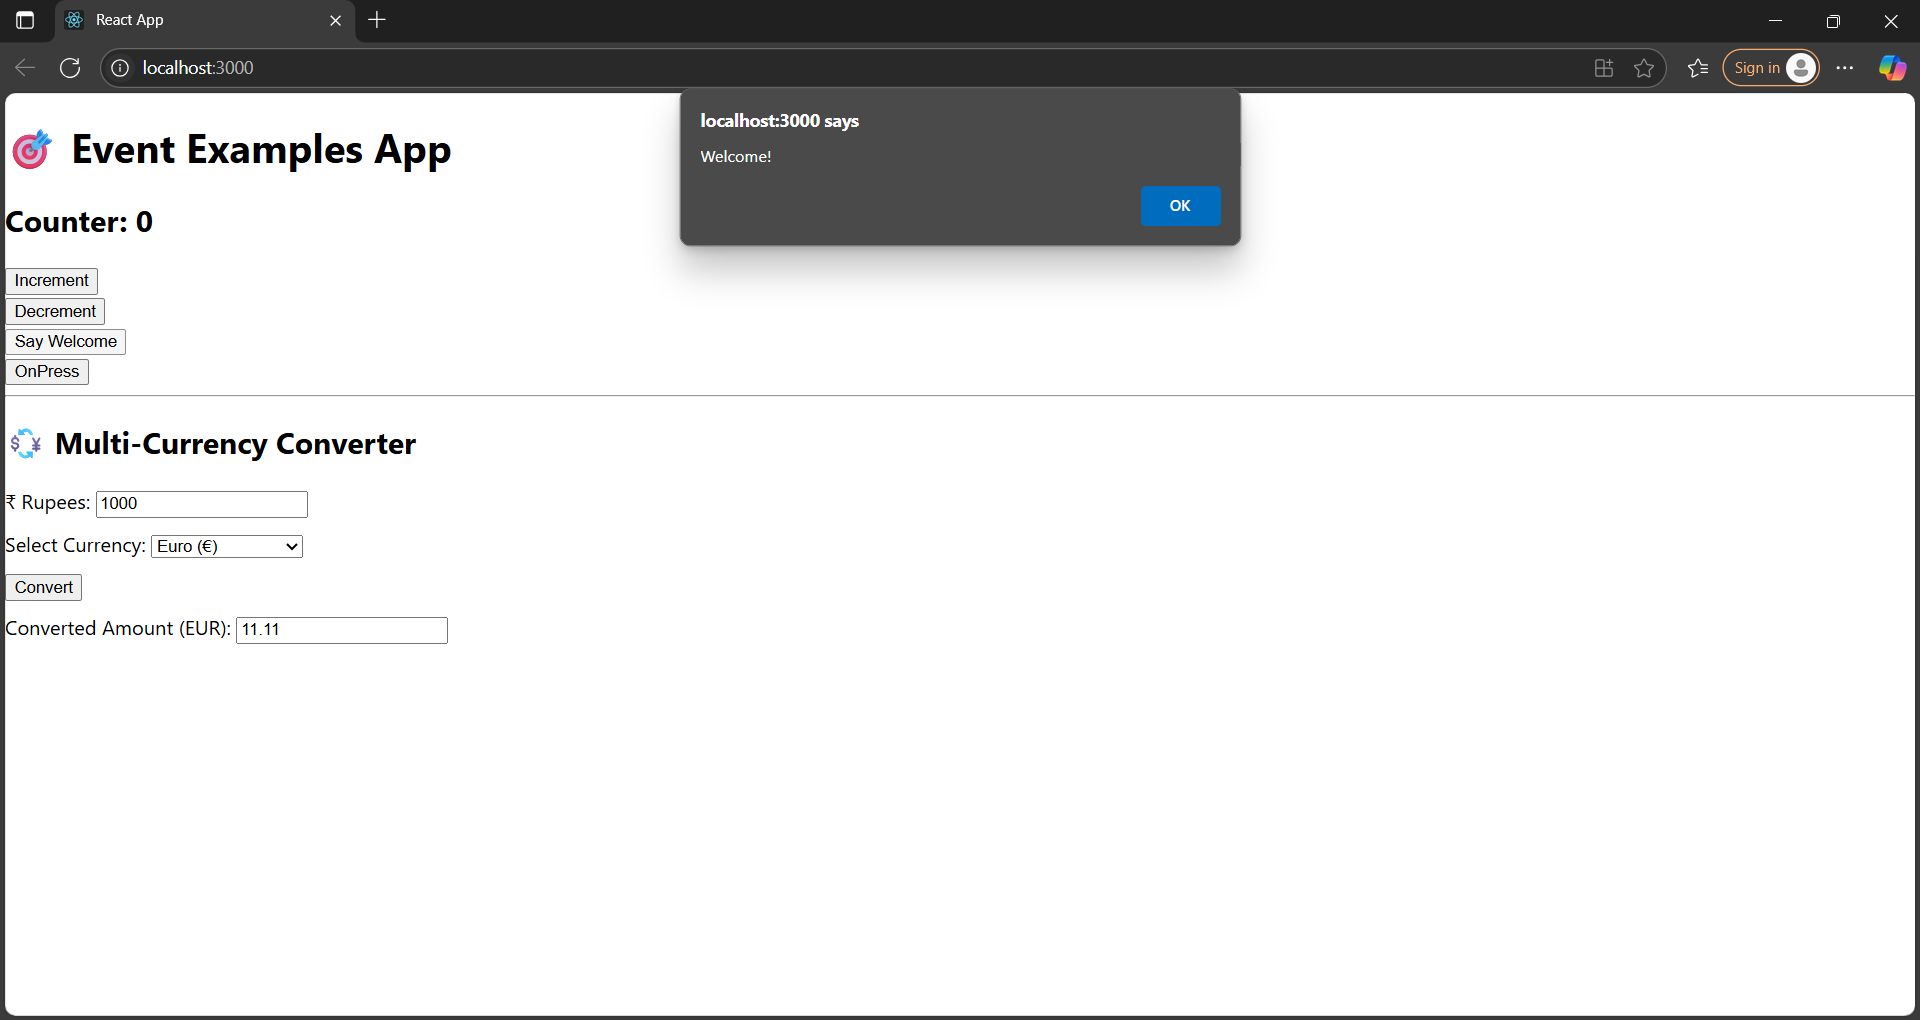 React App
localhost:3000
Sign in
localhost:3000 says
Welcome!
OK
Event Examples App
Counter: 0
Increment
Decrement
Say Welcome
OnPress
$ ¥ Multi-Currency Converter
₹ Rupees: 1000
Select Currency: Euro (€)
Convert
Converted Amount (EUR): 11.11